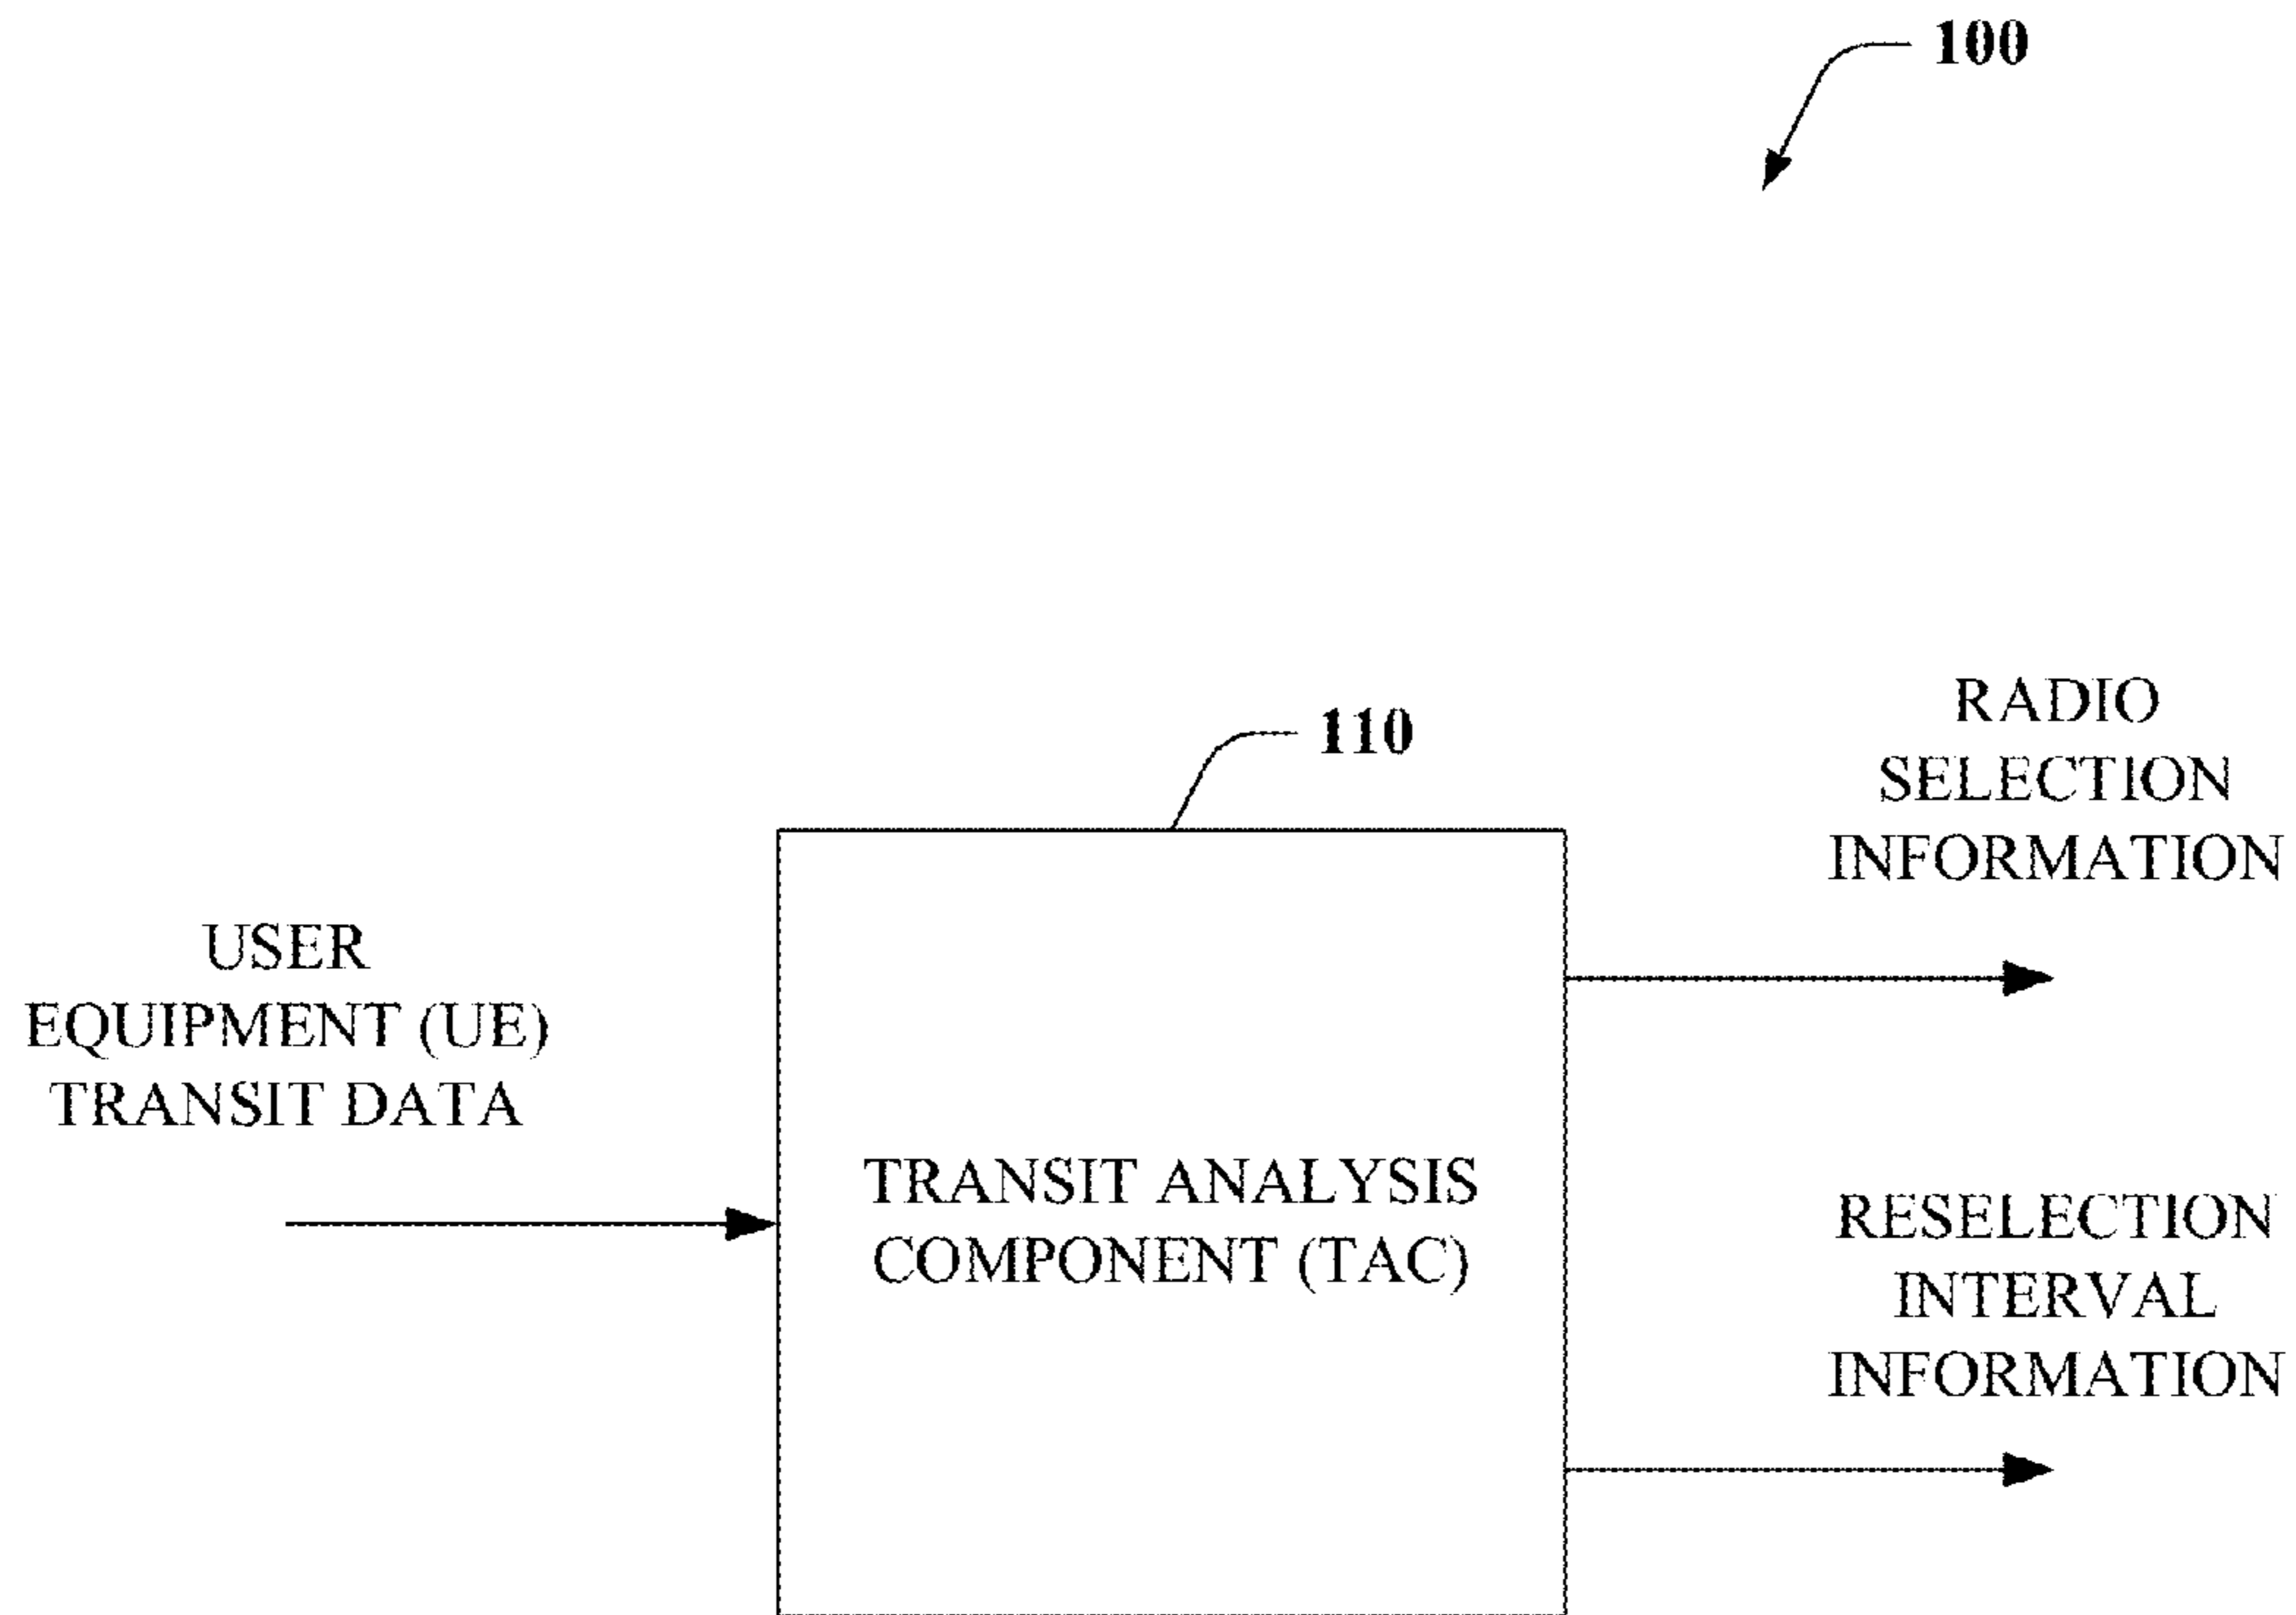 100
110
RADIO
SELECTION
INFORMATION
USER
EQUIPMENT (UE)
TRANSIT DATA
TRANSIT ANALYSIS
COMPONENT (TAC)
RESELECTION
INTERVAL
INFORMATION